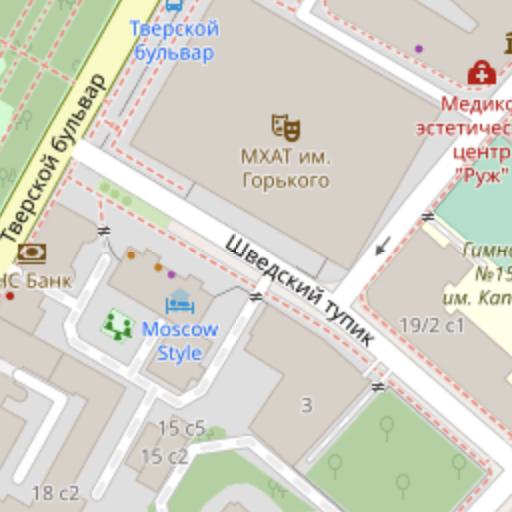 Тверской
бульвар
Тверской бульвар
Медико
эстетичес
центр
"Руж"
МХАТ им.
Горького
Шведский тупик
Гимна
№15
им. Кап
НС Банк
Moscow
Style
19/2 с1
3
15 с5
15 с2
18 с2